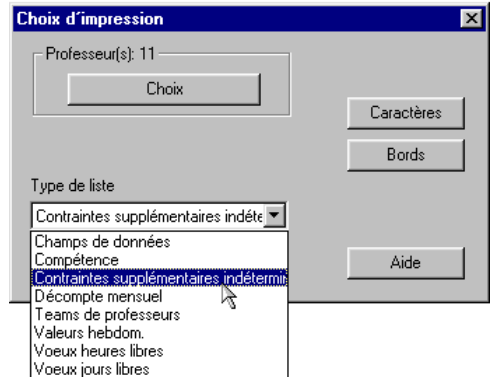 Choix d'impression
Professeur(s): 11
Choix
Caractères
Bords
Type de liste
Contraintes supplémentaires indéte
Champs de données
Compétence
Contraintes supplémentaires indétermin
Aide
Décompte mensuel
Teams de professeurs
Valeurs hebdom.
Voeux heures libres
Voeux jours libres